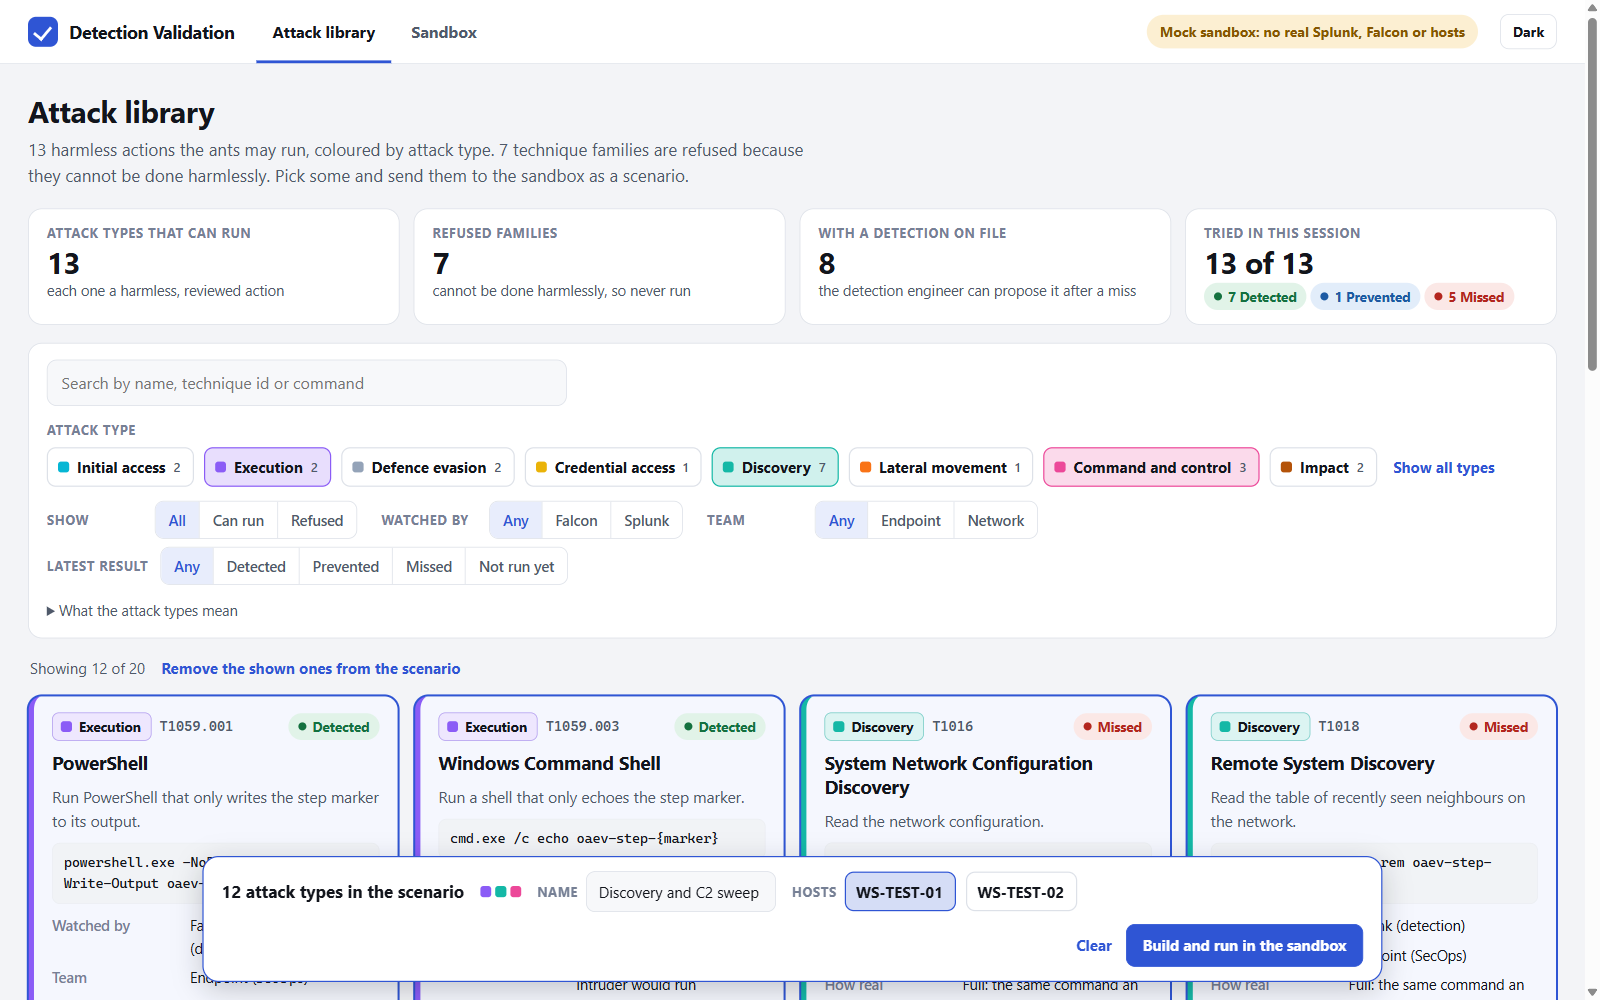 Detection Validation
Attack library
Sandbox
Mock sandbox: no real Splunk, Falcon or hosts
Dark
Attack library
13 harmless actions the ants may run, coloured by attack type. 7 technique families are refused because
they cannot be done harmlessly. Pick some and send them to the sandbox as a scenario.
ATTACK TYPES THAT CAN RUN
13
each one a harmless, reviewed action
REFUSED FAMILIES
7
cannot be done harmlessly, so never run
WITH A DETECTION ON FILE
8
the detection engineer can propose it after a miss
TRIED IN THIS SESSION
13 of 13
7 Detected
1 Prevented
5 Missed
Search by name, technique id or command
ATTACK TYPE
Initial access 2
Execution 2
Defence evasion 2
Credential access 1
Discovery 7
Lateral movement 1
Command and control 3
Impact 2
Show all types
SHOW
All
Can run
Refused
WATCHED BY
Any
Falcon
Splunk
TEAM
Any
Endpoint
Network
LATEST RESULT
Any
Detected
Prevented
Missed
Not run yet
What the attack types mean
Showing 12 of 20
Remove the shown ones from the scenario
Execution
T1059.001
Detected
PowerShell
Run PowerShell that only writes the step marker
to its output.
powershell.exe
Write-Output
Watched by
Team
Execution
T1059.003
Detected
Windows Command Shell
Run a shell that only echoes the step marker.
cmd.exe /c echo oaev-step-{marker}
intruder would run
Discovery
T1016
Missed
System Network Configuration
Discovery
Read the network configuration.
How real
Full: the same command an
Discovery
T1018
Missed
Remote System Discovery
Read the table of recently seen neighbours on
the network.
rem oaev-step-
(detection)
(SecOps)
How real
Full: the same command an
12 attack types in the scenario
NAME
Discovery and C2 sweep
HOSTS
WS-TEST-01
WS-TEST-02
Clear
Build and run in the sandbox